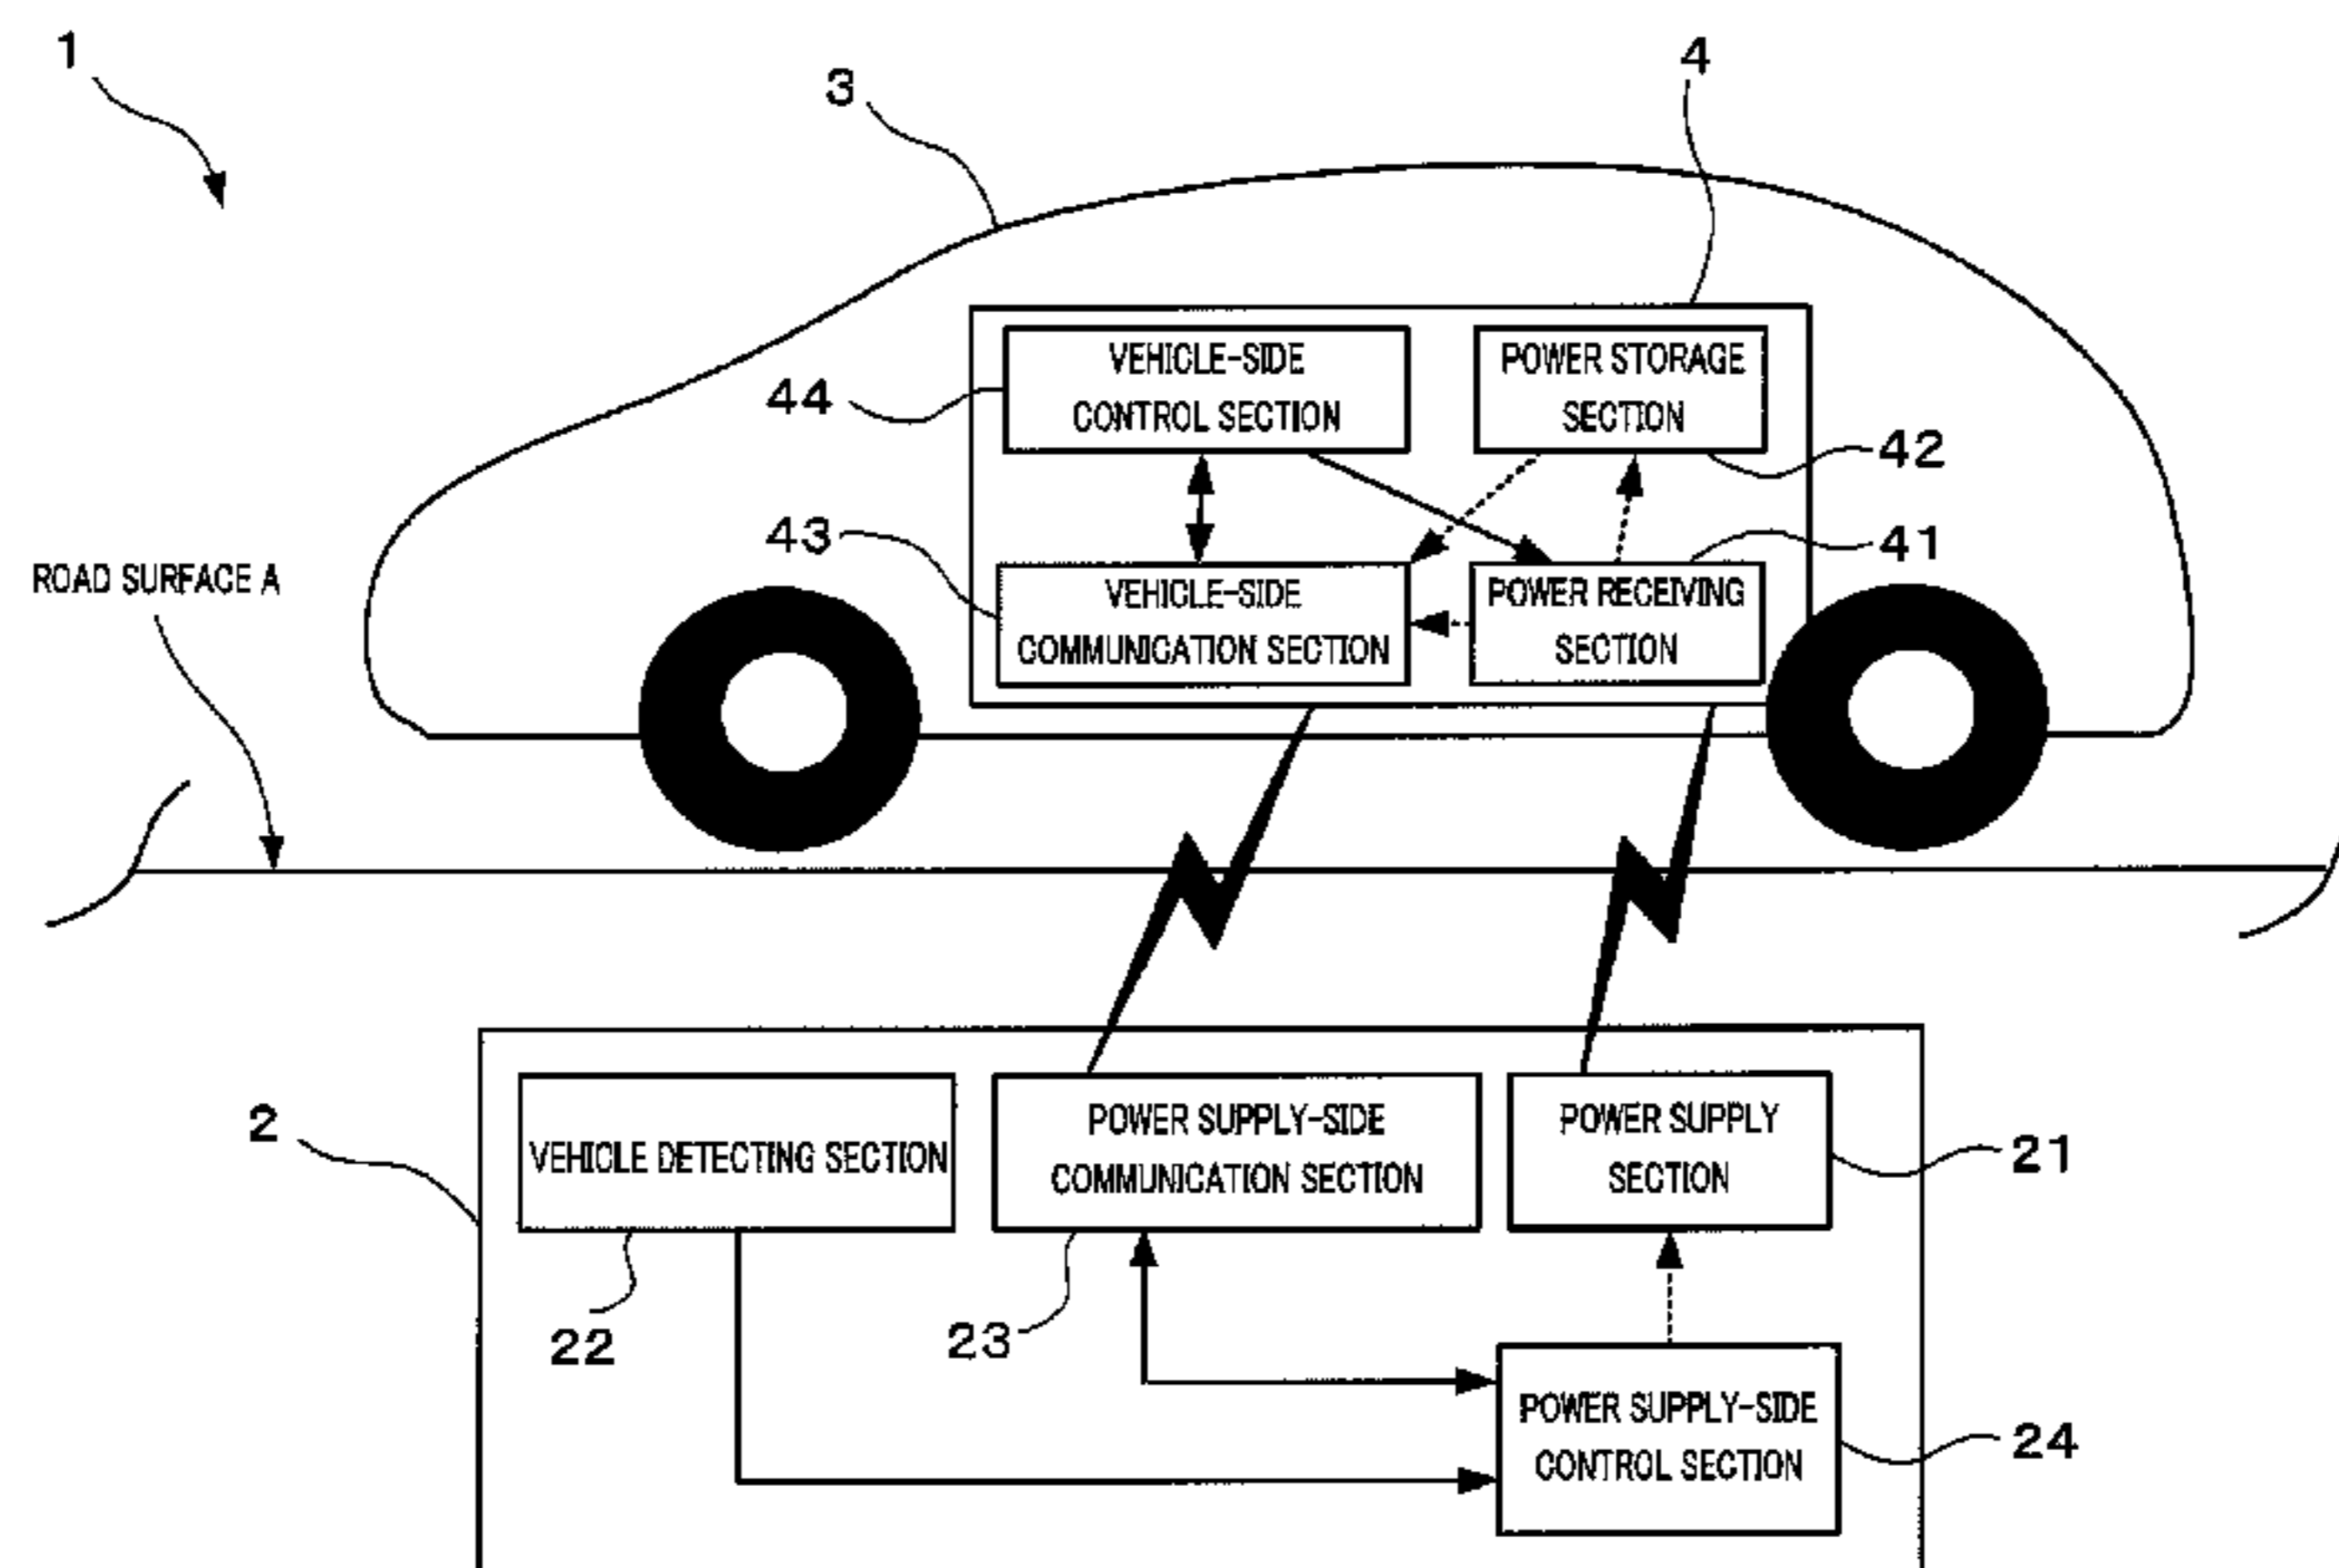 1
3
4
VEHICLE-SIDE
CONTROL SECTION
POWER STORAGE
SECTION
44
42
43
41
ROAD SURFACE A
VEHICLE-SIDE
COMMUNICATION SECTION
POWER RECEIVING
SECTION
2
VEHICLE DETECTING SECTION
POWER SUPPLY-SIDE
COMMUNICATION SECTION
POWER SUPPLY
SECTION
21
22
23
POWER SUPPLY-SIDE
CONTROL SECTION
24